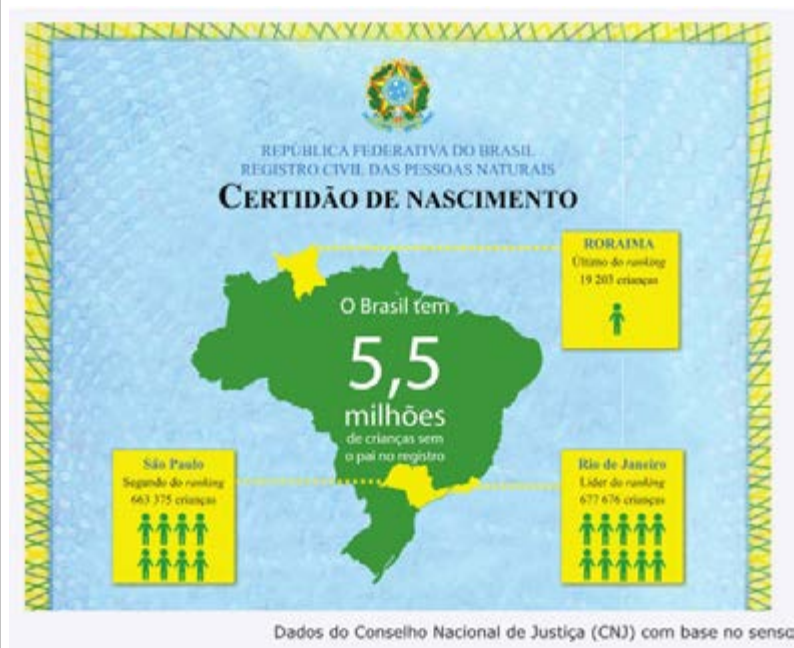 REPÚBLICA FEDERATIVA DO BRASIL
REGISTRO CIVIL DAS PESSOAS NATURAIS
CERTIDÃO DE NASCIMENTO
RORAIMA
Último do ranking
19 203 crianças
O Brasil tem
5,5
milhões
de crianças sem
o pai no registro
São Paulo
Segundo do ranking
663 375 crianças
Rio de Janeiro
Líder do ranking
677 676 crianças
Dados do Conselho Nacional de Justiça (CNJ) com base no senso